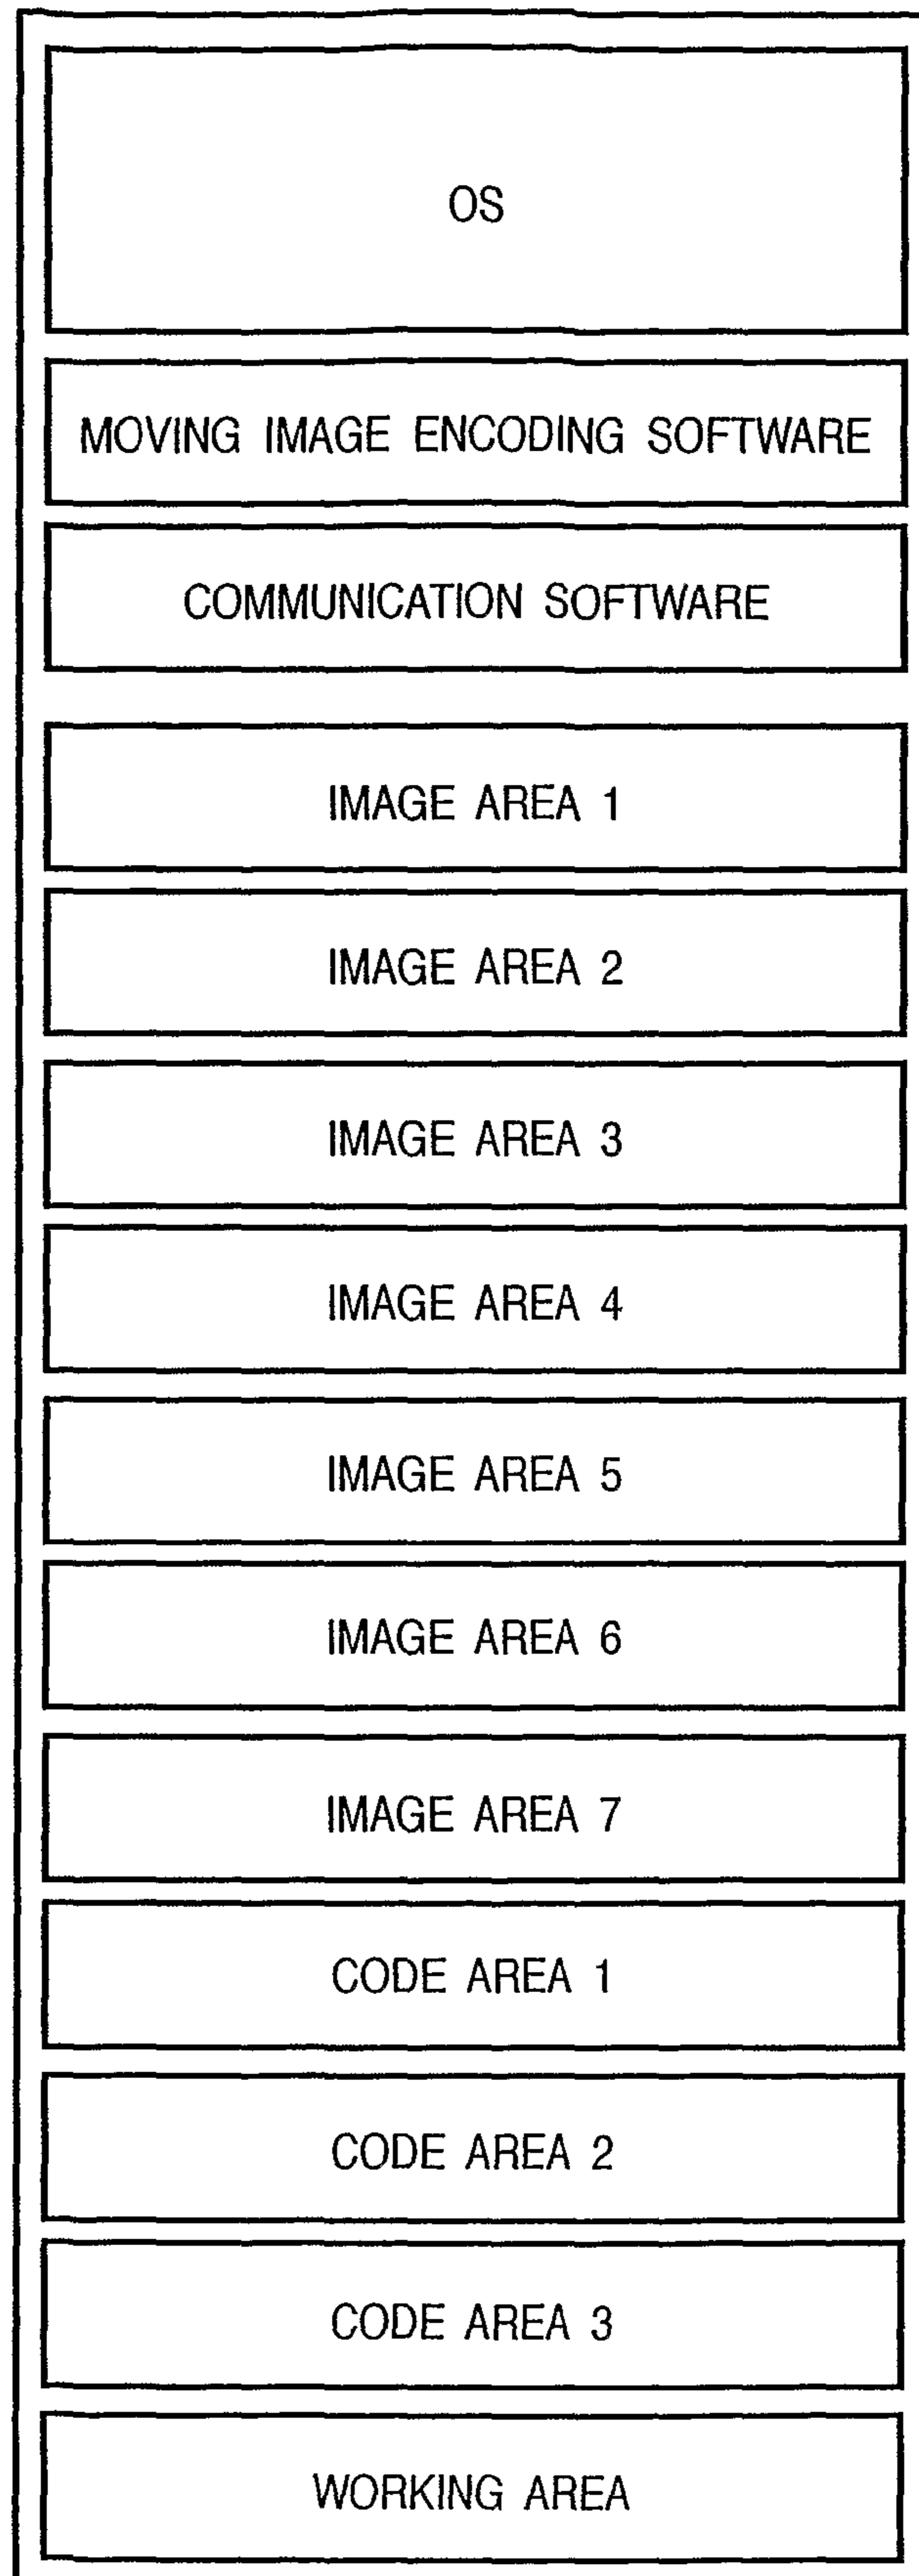 OS
MOVING IMAGE ENCODING SOFTWARE
COMMUNICATION SOFTWARE
IMAGE AREA 1
IMAGE AREA 2
IMAGE AREA 3
IMAGE AREA 4
IMAGE AREA 5
IMAGE AREA 6
IMAGE AREA 7
CODE AREA 1
CODE AREA 2
CODE AREA 3
WORKING AREA